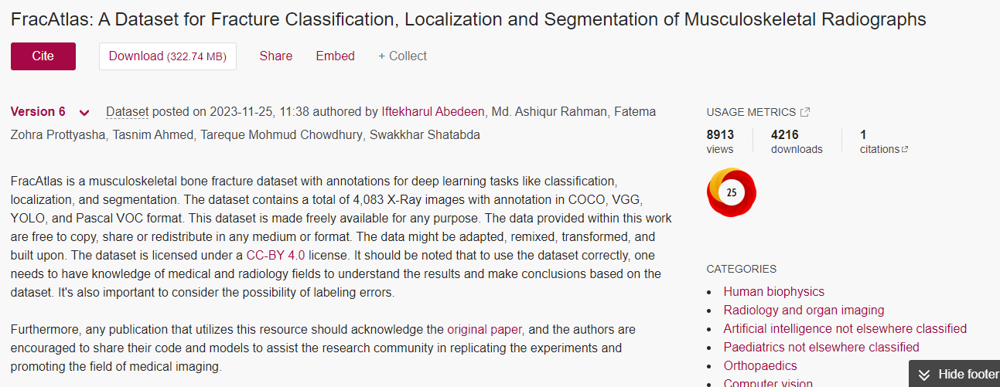 FracAtlas: A Dataset for Fracture Classification, Localization and Segmentation of Musculoskeletal Radiographs
Cite
Download (322.74 MB)
Share
Embed
+ Collect
Version 6
Dataset posted on 2023-11-25, 11:38 authored by Iftekharul Abedeen, Md. Ashiqur Rahman, Fatema
Zohra Prottyasha, Tasnim Ahmed, Tareque Mohmud Chowdhury, Swakkhar Shatabda
FracAtlas is a musculoskeletal bone fracture dataset with annotations for deep learning tasks like classification,
localization, and segmentation. The dataset contains a total of 4,083 X-Ray images with annotation in COCO, VGG,
YOLO, and Pascal VOC format. This dataset is made freely available for any purpose. The data provided within this work
are free to copy, share or redistribute in any medium or format. The data might be adapted, remixed, transformed, and
built upon. The dataset is licensed under a CC-BY 4.0 license. It should be noted that to use the dataset correctly, one
needs to have knowledge of medical and radiology fields to understand the results and make conclusions based on the
dataset. It's also important to consider the possibility of labeling errors.
Furthermore, any publication that utilizes this resource should acknowledge the original paper, and the authors are
encouraged to share their code and models to assist the research community in replicating the experiments and
promoting the field of medical imaging.
USAGE METRICS
8913
views
4216
downloads
1
citations
25
CATEGORIES
Human biophysics
Radiology and organ imaging
Artificial intelligence not elsewhere classified
Paediatrics not elsewhere classified
Orthopaedics
Computer vision
Hide footer